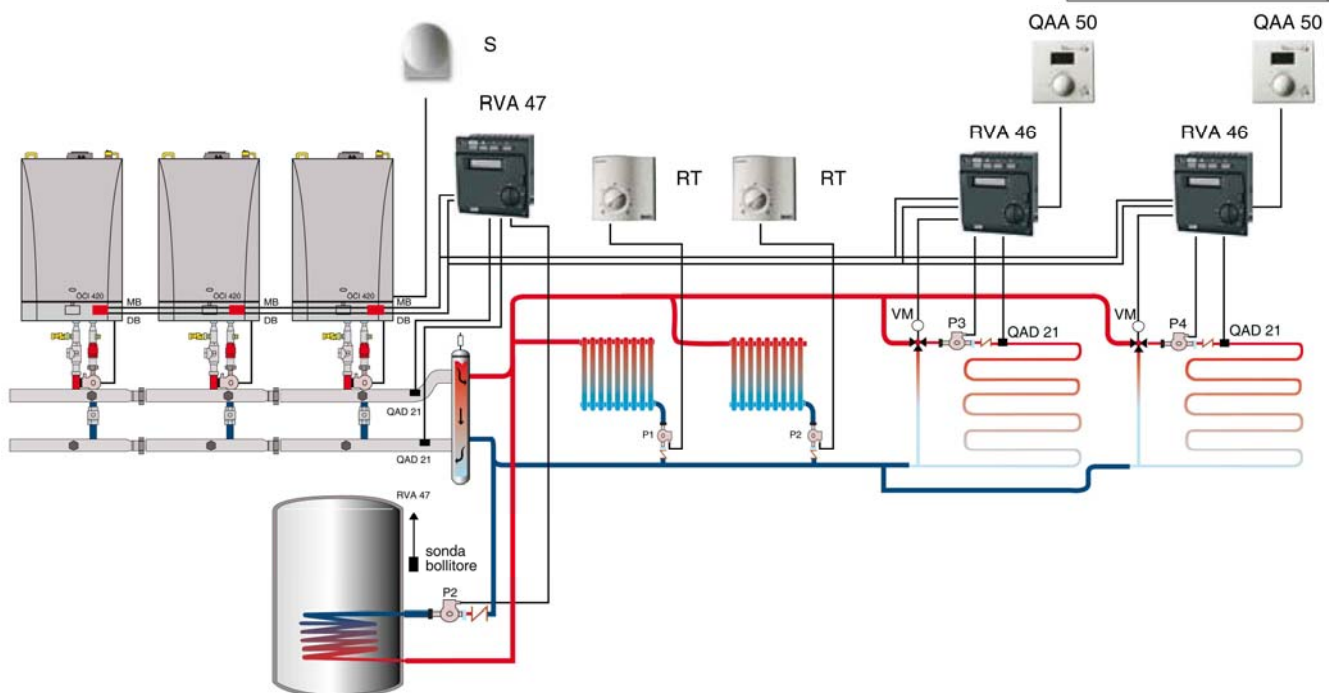 QAA 50
QAA 50
S
RVA 47
RVA 46
RVA 46
RT
RT
OCI 420
OCI 420
OCI 420
MB
MB
MB
DB
DB
DB
VM
P3
QAD 21
VM
P4
QAD 21
QAD 21
QAD 21
P1
P2
RVA 47
sonda
bollitore
P2